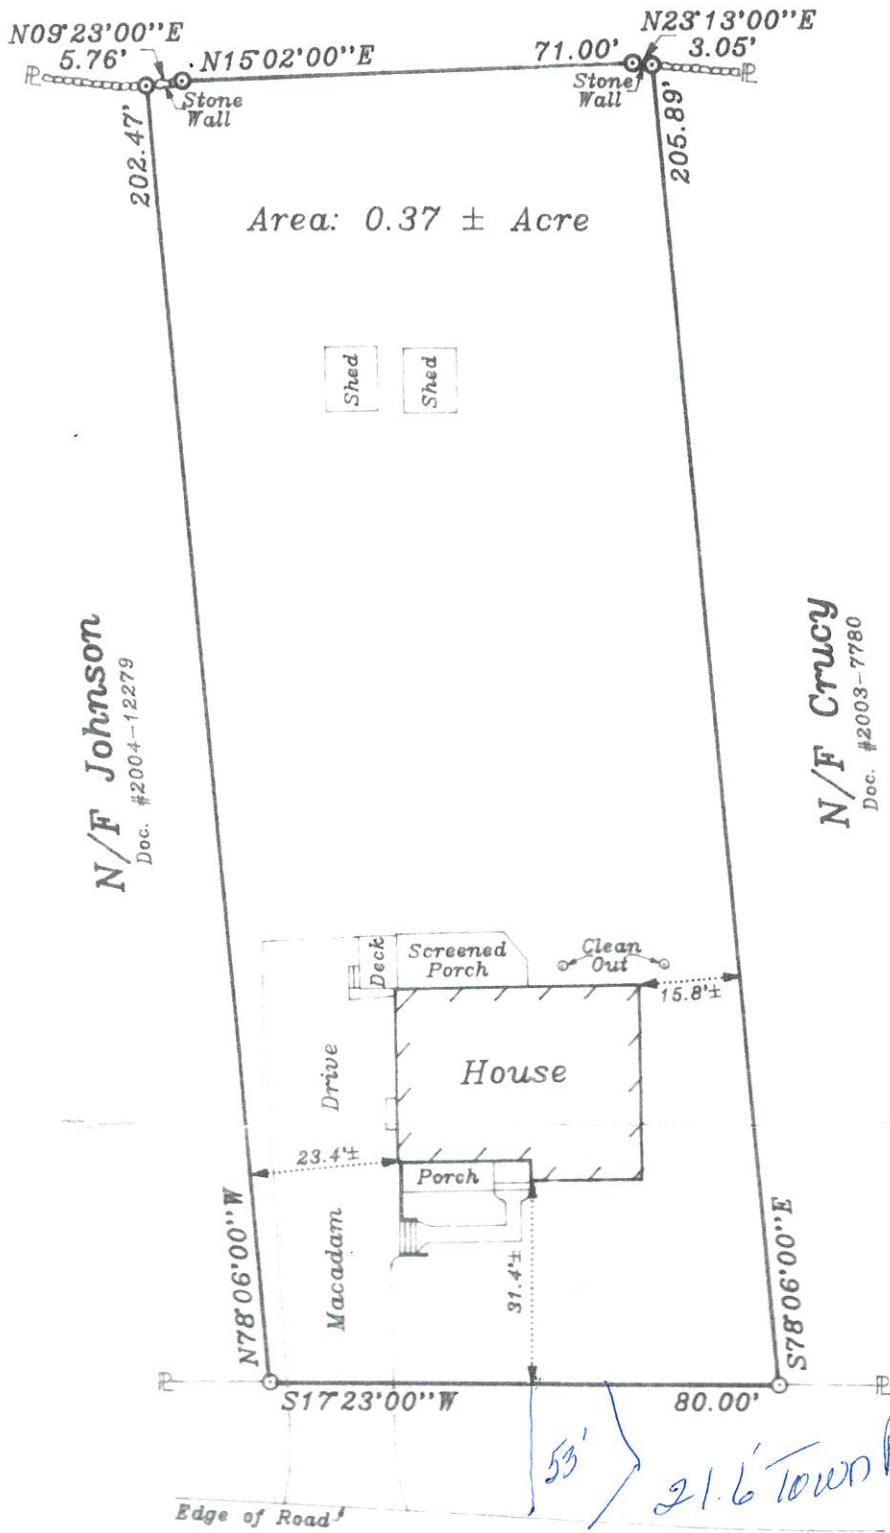 N09°23'00"E
5.76'
N15°02'00"E
71.00'
N23°13'00"E
3.05'
Stone
Wall
Stone
Wall
202.47'
205.89'
Area: 0.37 ± Acre
Shed
Shed
N/F Johnson
Doc. #2004-12279
N/F Crucy
Doc. #2003-7780
Deck
Screened
Porch
Clean
Out
15.8'±
House
Drive
23.4'±
Porch
Macadam
31.4'±
N78°06'00"W
S78°06'00"E
S17°23'00"W
80.00'
53'
21.6' Town
Edge of Road